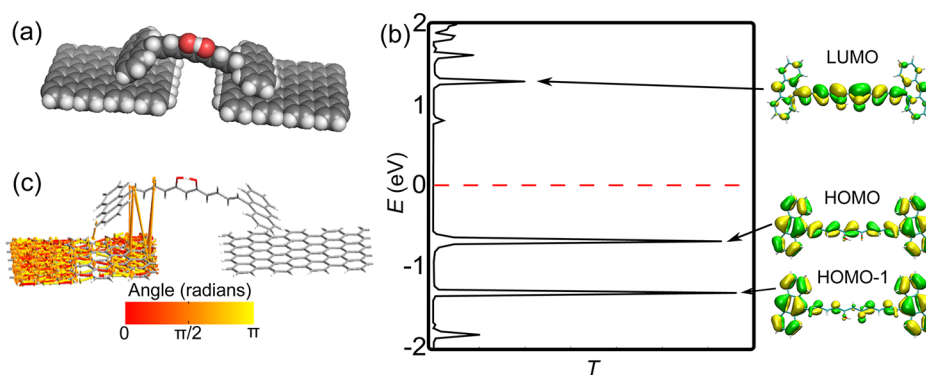 (a)
(b)
2
1
0
-1
-2
E (eV)
T
LUMO
HOMO
HOMO-1
(c)
Angle (radians)
0
π/2
π